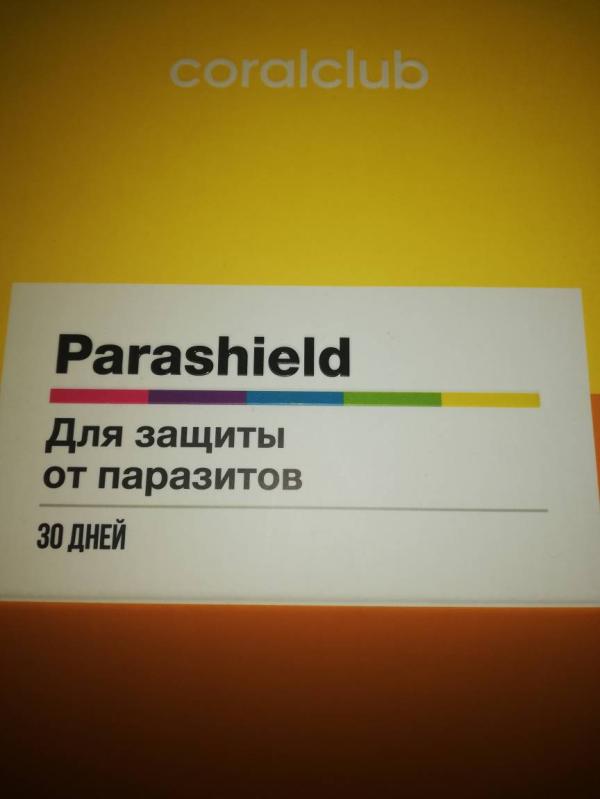 coralclub
Parashield
Для защиты
от паразитов
30 ДНЕЙ